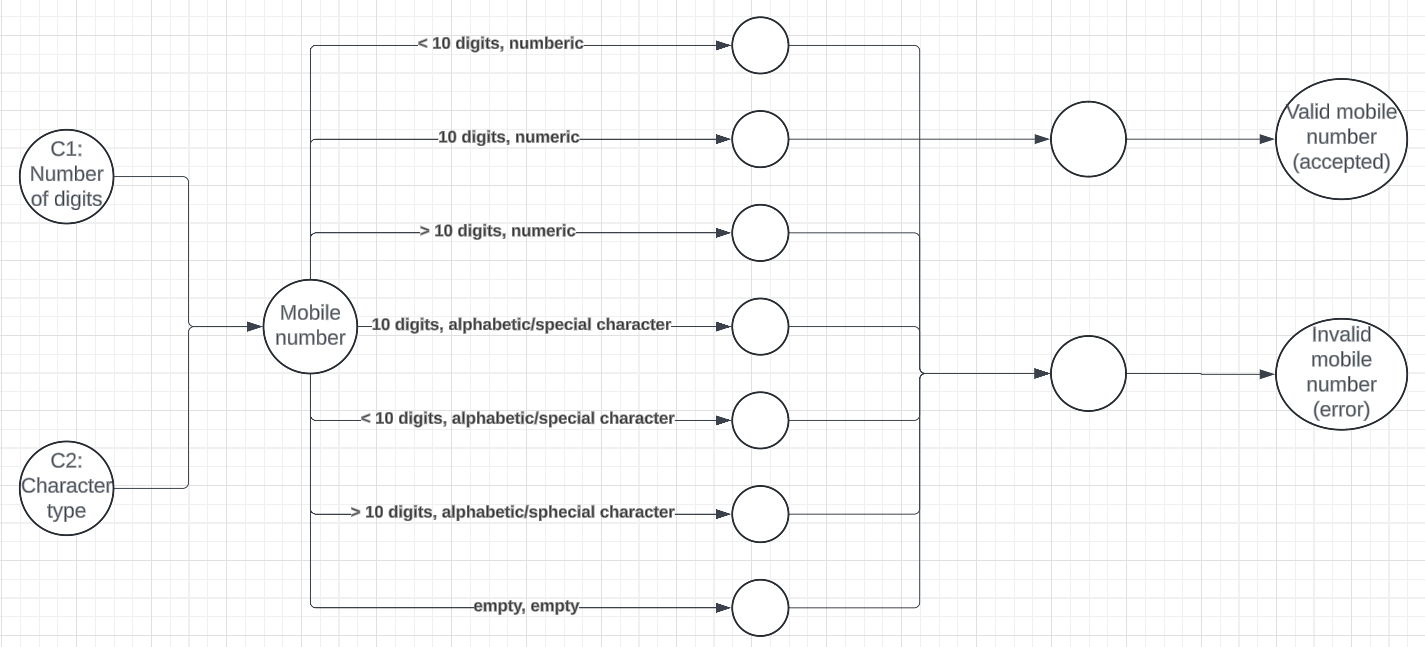 C1:
Number
of digits
C2:
Character
type
Mobile
number
< 10 digits, numberic
10 digits, numeric
> 10 digits, numeric
10 digits, alphabetic/special character
< 10 digits, alphabetic/special character
> 10 digits, alphabetic/sphecial character
empty, empty
Valid mobile
number
(accepted)
Invalid
mobile
number
(error)